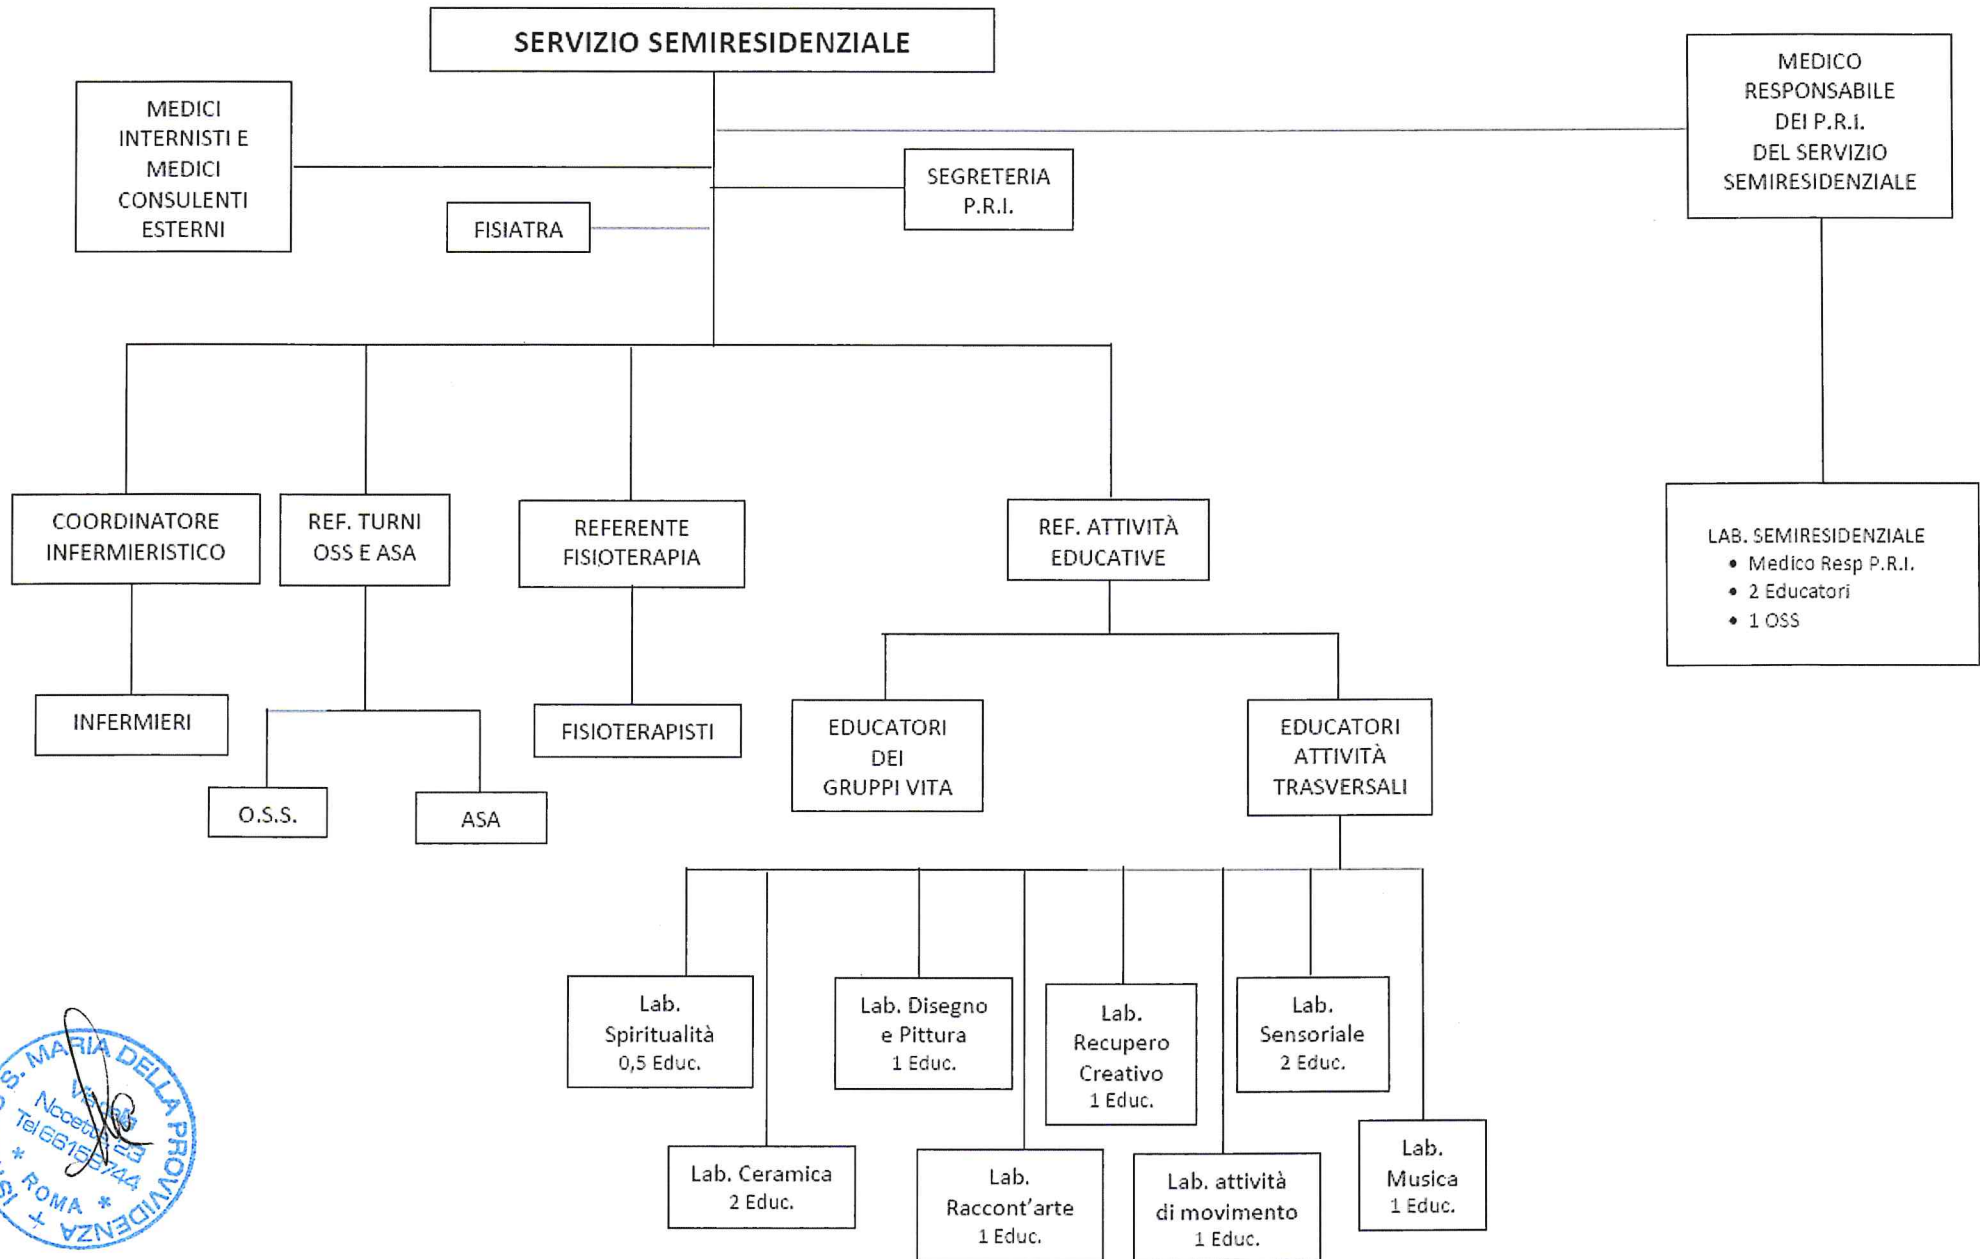 SERVIZIO SEMIRESIDENZIALE
MEDICI
INTERNISTI E
MEDICI
CONSULENTI
ESTERNI
MEDICO
RESPONSABILE
DEI P.R.I.
DEL SERVIZIO
SEMIRESIDENZIALE
SEGRETERIA
P.R.I.
FISIATRA
COORDINATORE
INFERMIERISTICO
REF. TURNI
OSS E ASA
REFERENTE
FISIOTERAPIA
REF. ATTIVITÀ
EDUCATIVE
LAB. SEMIRESIDENZIALE
• Medico Resp P.R.I.
• 2 Educatori
• 1 OSS
INFERMIERI
FISIOTERAPISTI
EDUCATORI
DEI
GRUPPI VITA
EDUCATORI
ATTIVITÀ
TRASVERSALI
O.S.S.
ASA
Lab.
Spiritualità
0,5 Educ.
Lab. Disegno
e Pittura
1 Educ.
Lab.
Recupero
Creativo
1 Educ.
Lab.
Sensoriale
2 Educ.
Lab. Ceramica
2 Educ.
Lab.
Raccont'arte
1 Educ.
Lab. attività
di movimento
1 Educ.
Lab.
Musica
1 Educ.
S. MARIA DELLA PROVVIDENZA
* ROMA *